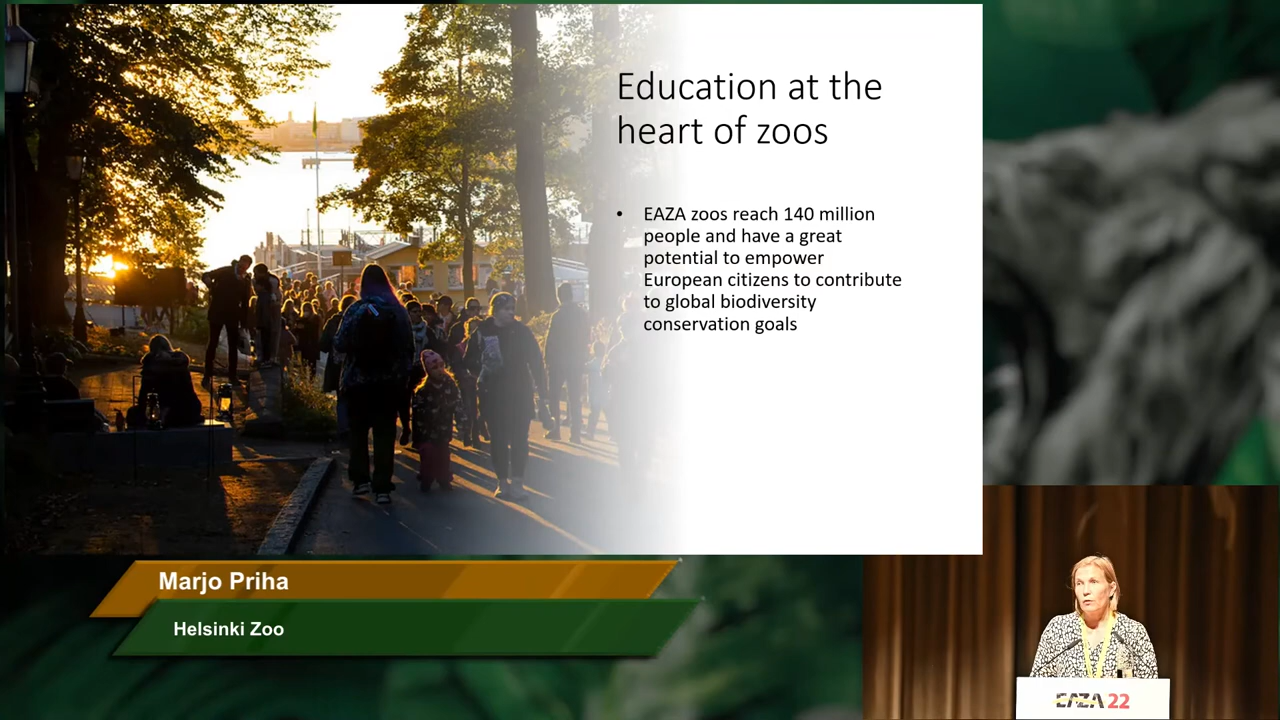 Education at the
heart of zoos
• EAZA zoos reach 140 million
people and have a great
potential to empower
European citizens to contribute
to global biodiversity
conservation goals
Marjo Priha
Helsinki Zoo
EAZA 22